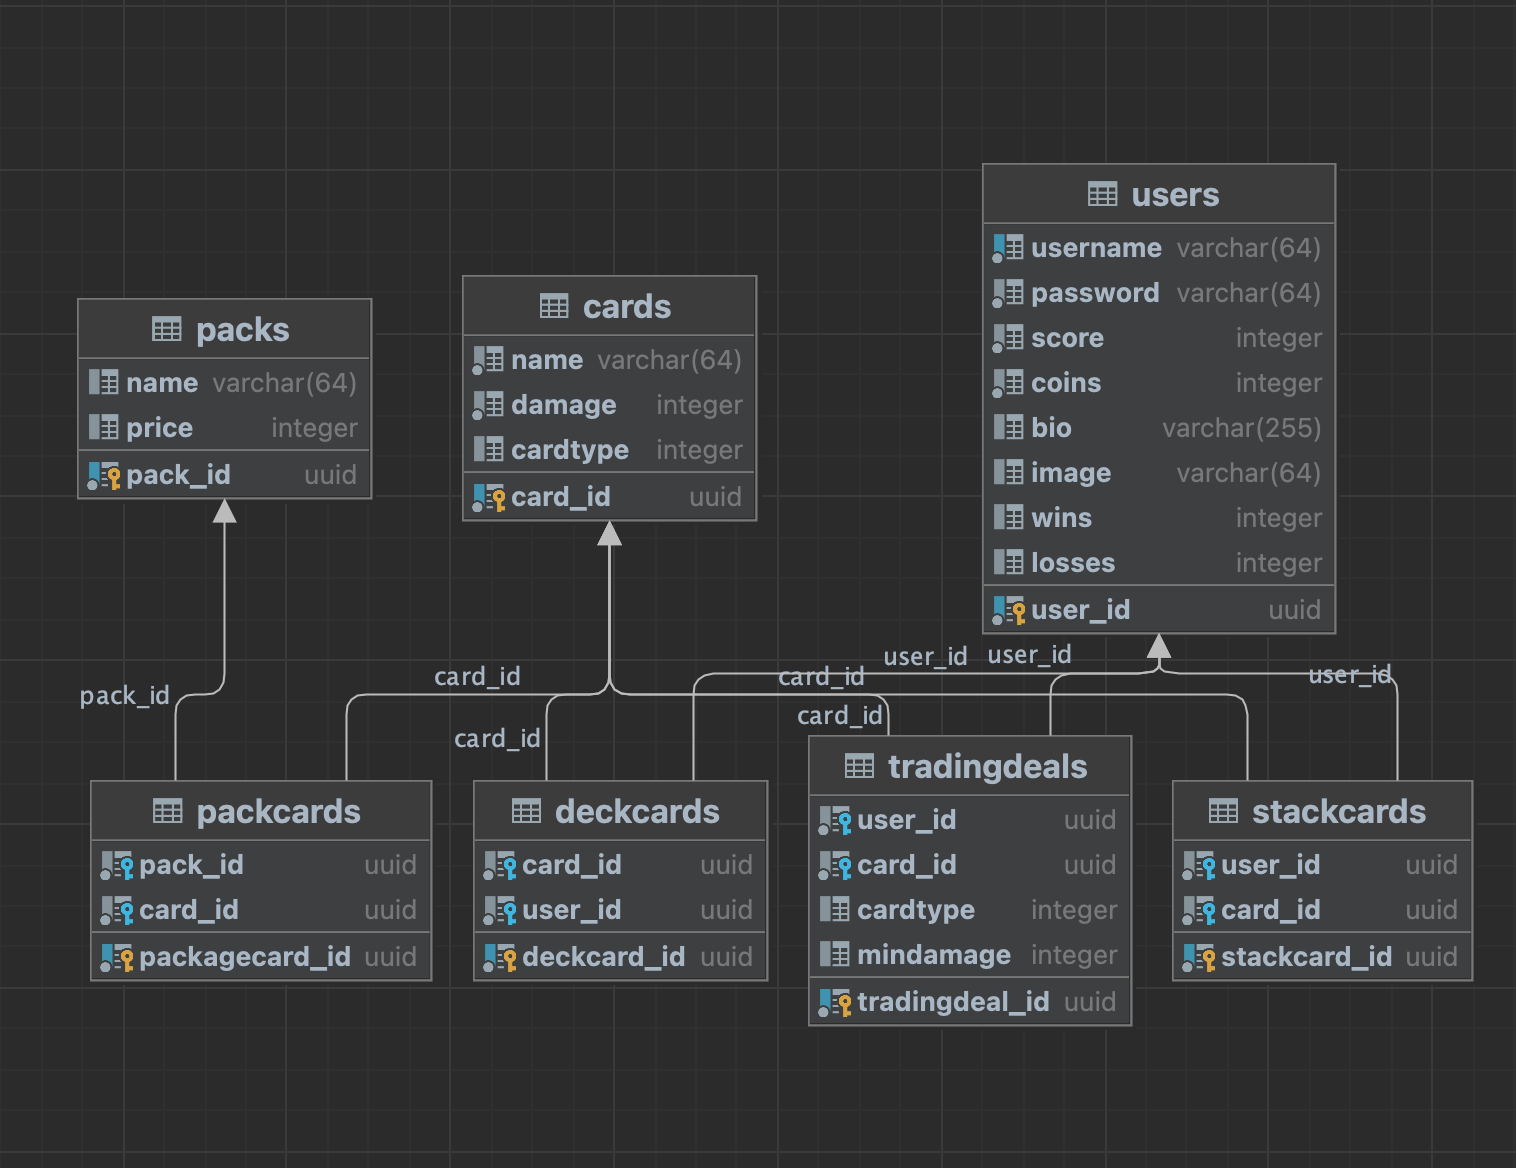 users
username varchar(64)
password varchar(64)
score integer
coins integer
bio varchar(255)
image varchar(64)
wins integer
losses integer
user_id uuid
cards
name varchar(64)
damage integer
cardtype integer
card_id uuid
packs
name varchar(64)
price integer
pack_id uuid
user_id
user_id
card_id
card_id
user_id
pack_id
card_id
card_id
packcards
pack_id uuid
card_id uuid
packagecard_id uuid
deckcards
card_id uuid
user_id uuid
deckcard_id uuid
tradingdeals
user_id uuid
card_id uuid
cardtype integer
mindamage integer
tradingdeal_id uuid
stackcards
user_id uuid
card_id uuid
stackcard_id uuid